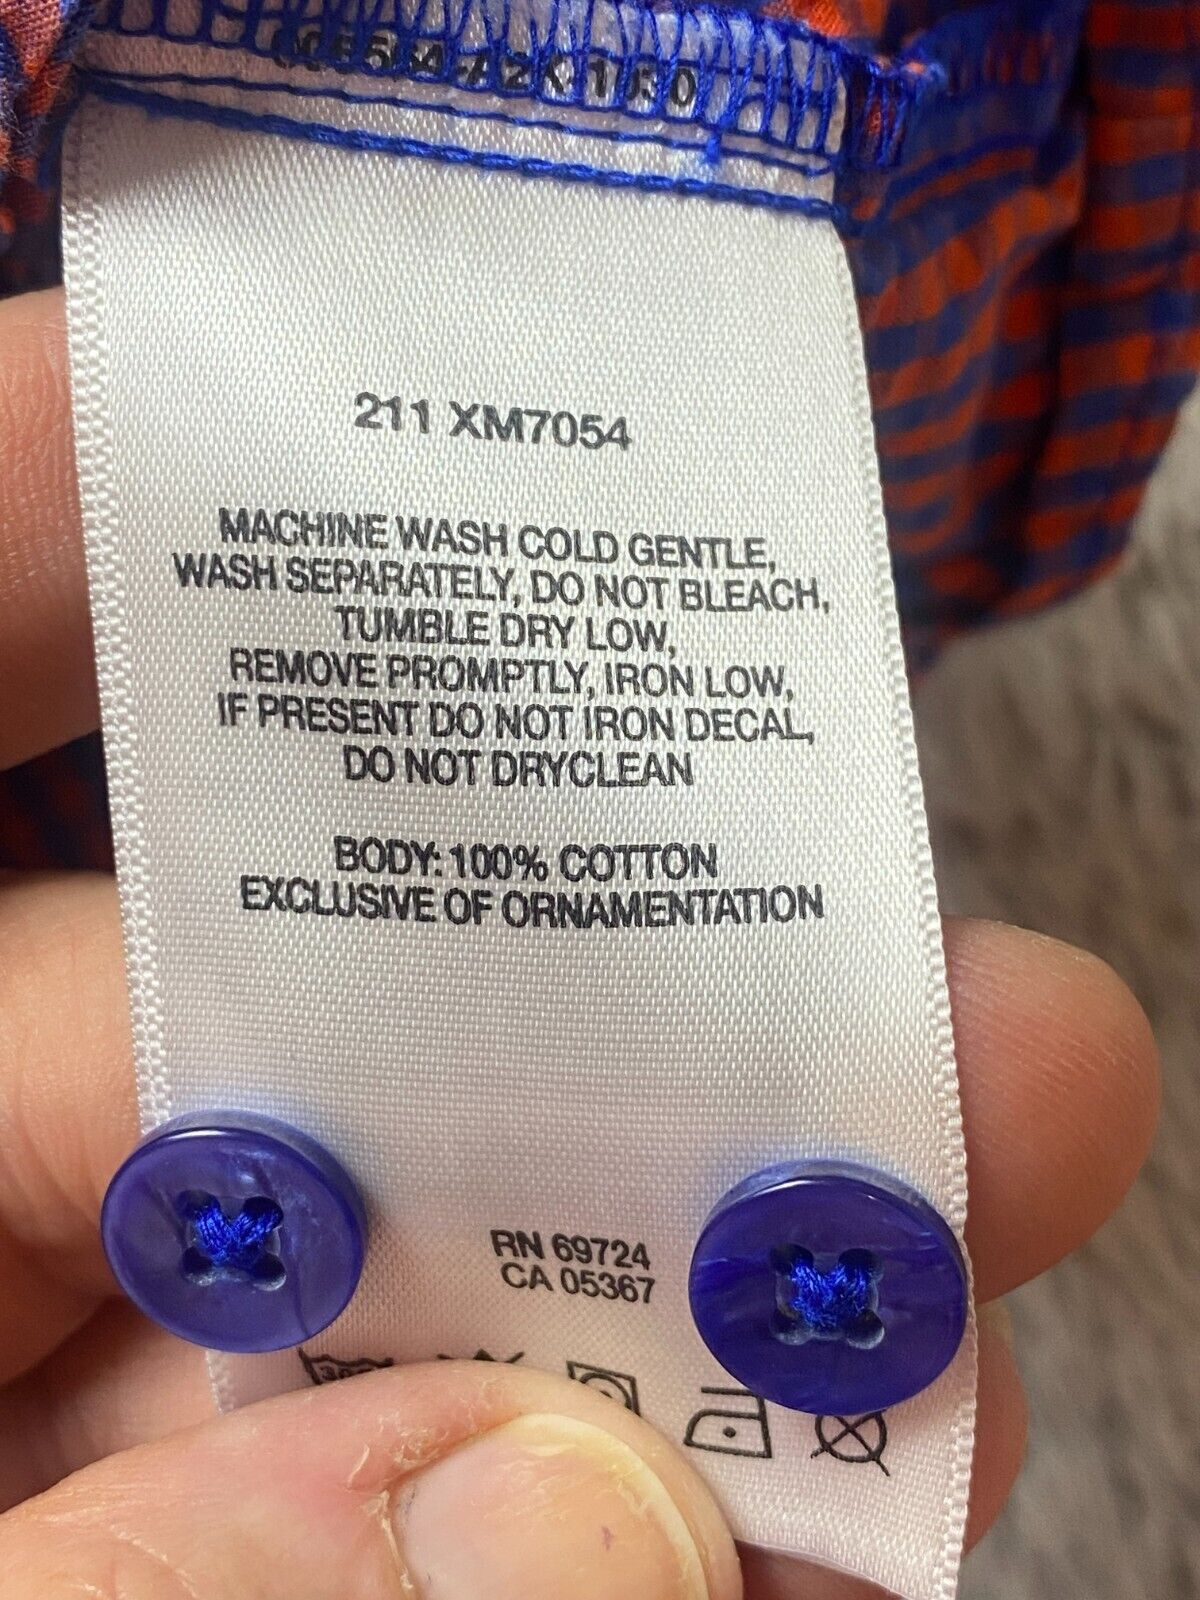 211 XM7054
MACHINE WASH COLD GENTLE,
WASH SEPARATELY, DO NOT BLEACH,
TUMBLE DRY LOW,
REMOVE PROMPTLY, IRON LOW,
IF PRESENT DO NOT IRON DECAL,
DO NOT DRYCLEAN
BODY: 100% COTTON
EXCLUSIVE OF ORNAMENTATION
RN 69724
CA 05367